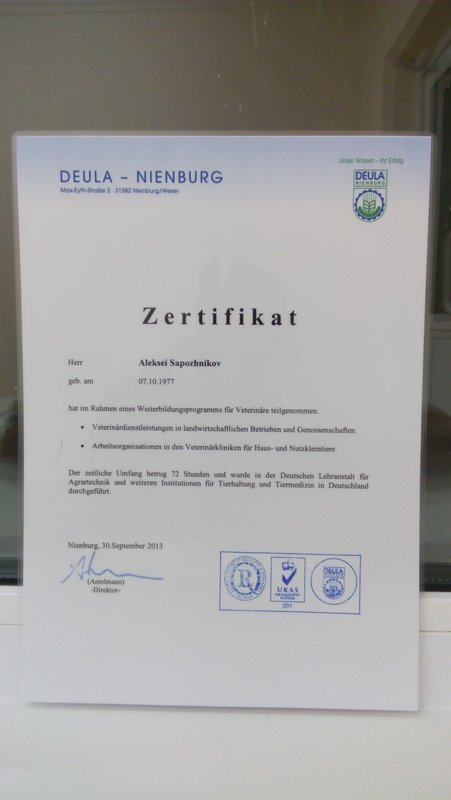 Unser Wissen – Ihr Erfolg
DEULA – NIENBURG
Max-Eyth-Straße 2 31582 Nienburg/Weser
DEULA
NIENBURG
Zertifikat
Herr Aleksei Sapozhnikov
geb. am 07.10.1977
hat im Rahmen eines Weiterbildungsprogramms für Veterinäre teilgenommen.
• Veterinärdienstleistungen in landwirtschaftlichen Betrieben und Genossenschaften
• Arbeitsorganisationen in den Veterinärkliniken für Haus- und Nutzkleintiere
Der zeitliche Umfang betrug 72 Stunden und wurde in der Deutschen Lehranstalt für
Agrartechnik und weiteren Institutionen für Tierhaltung und Tiermedizin in Deutschland
durchgeführt.
Nienburg, 30.September 2013
(Antelmann)
-Direktor-
UKAS
MANAGEMENT
SYSTEMS
001
DEULA